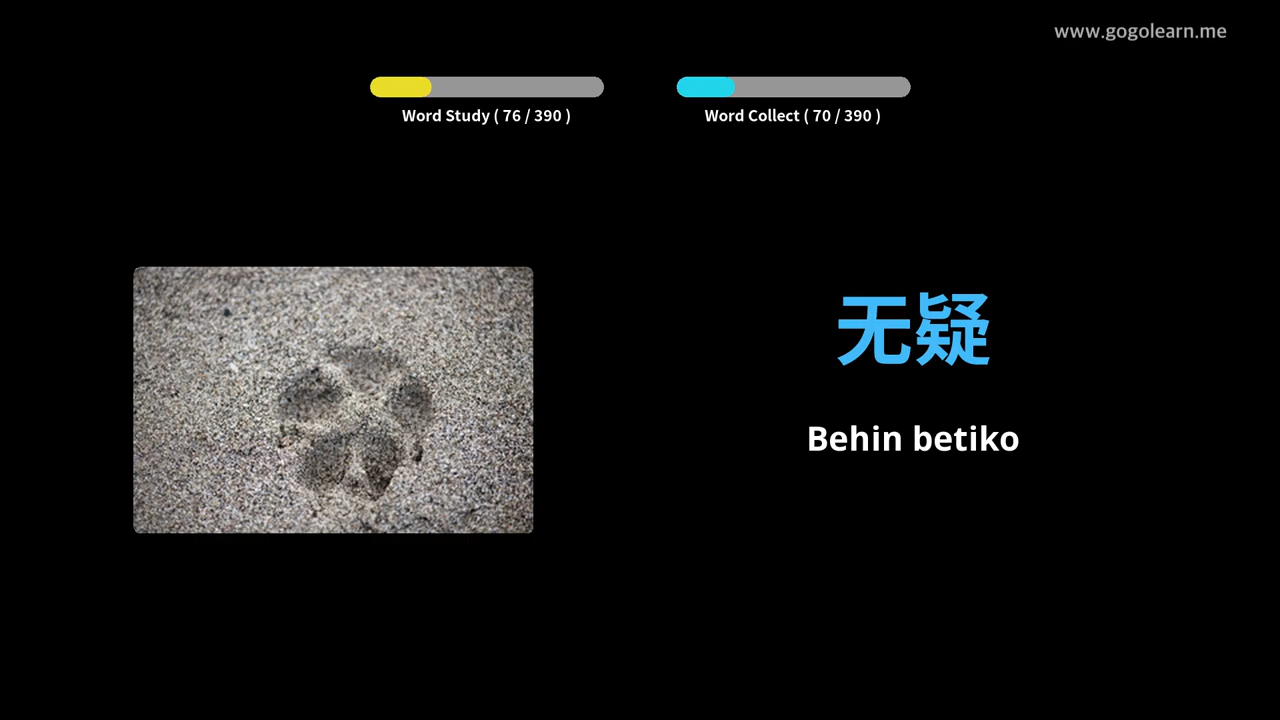 www.gogolearn.me
Word Study ( 76 / 390 )
Word Collect ( 70 / 390 )
无疑
Behin betiko